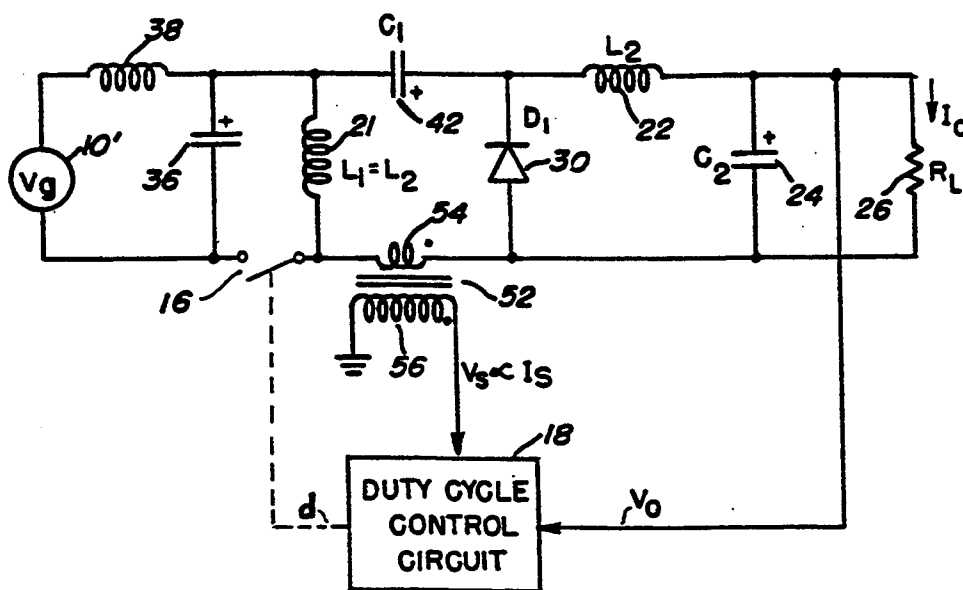 38
C1
L2
10'
Vg
+
36
21
L1=L2
+
42
D1
30
22
+
C2
24
Io
RL
26
16
54
52
56
Vs∝Is
18
d
DUTY CYCLE
CONTROL
CIRCUIT
Vo